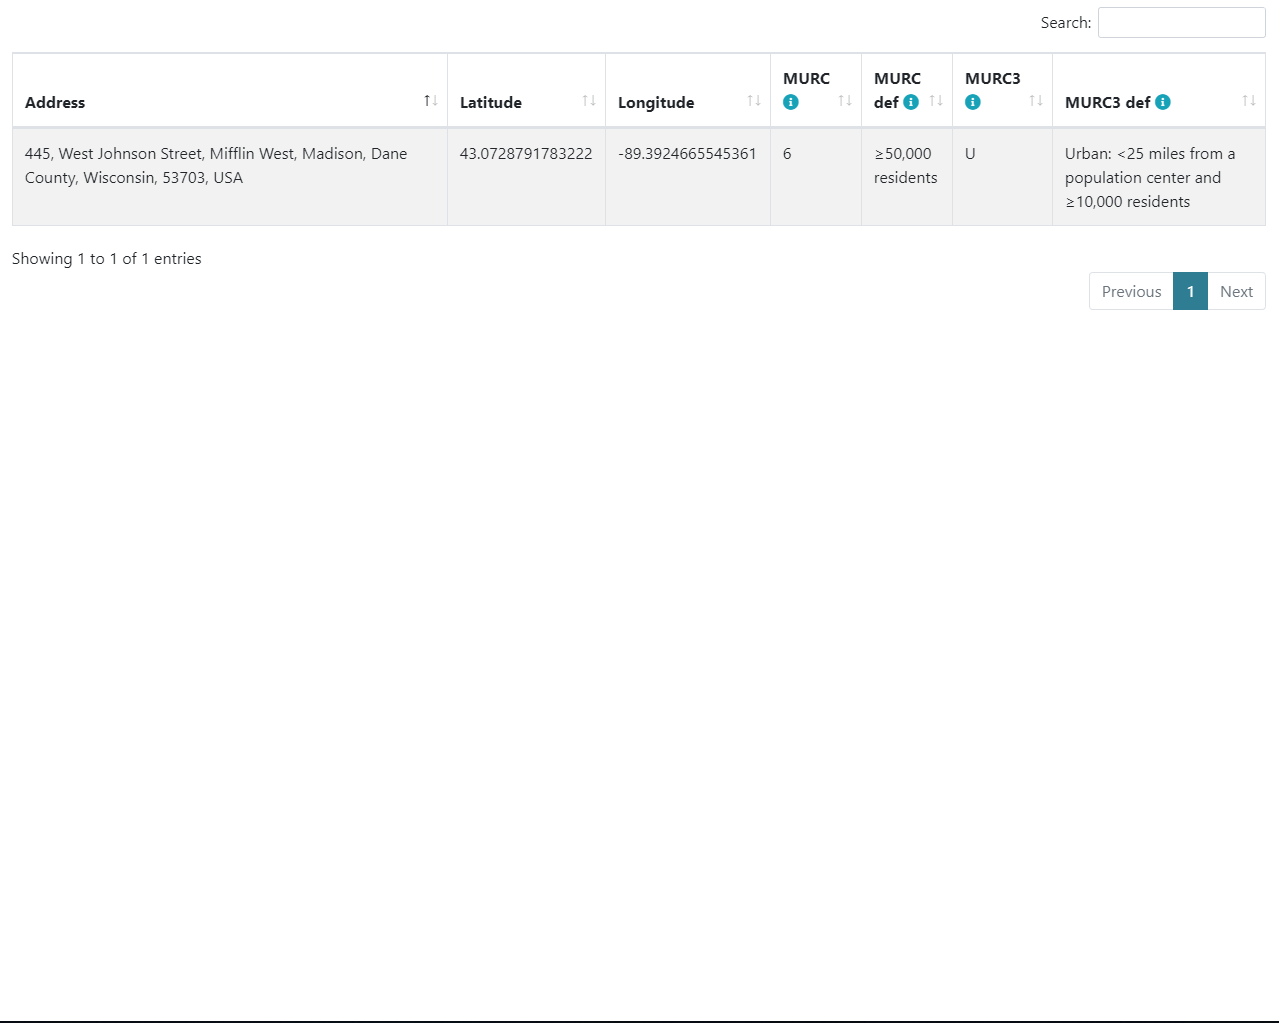 Search:
Address
Latitude
Longitude
MURC
MURC
def
MURC3
MURC3 def
445, West Johnson Street, Mifflin West, Madison, Dane
County, Wisconsin, 53703, USA
43.0728791783222
-89.3924665545361
6
≥50,000
residents
U
Urban: <25 miles from a
population center and
≥10,000 residents
Showing 1 to 1 of 1 entries
Previous
1
Next